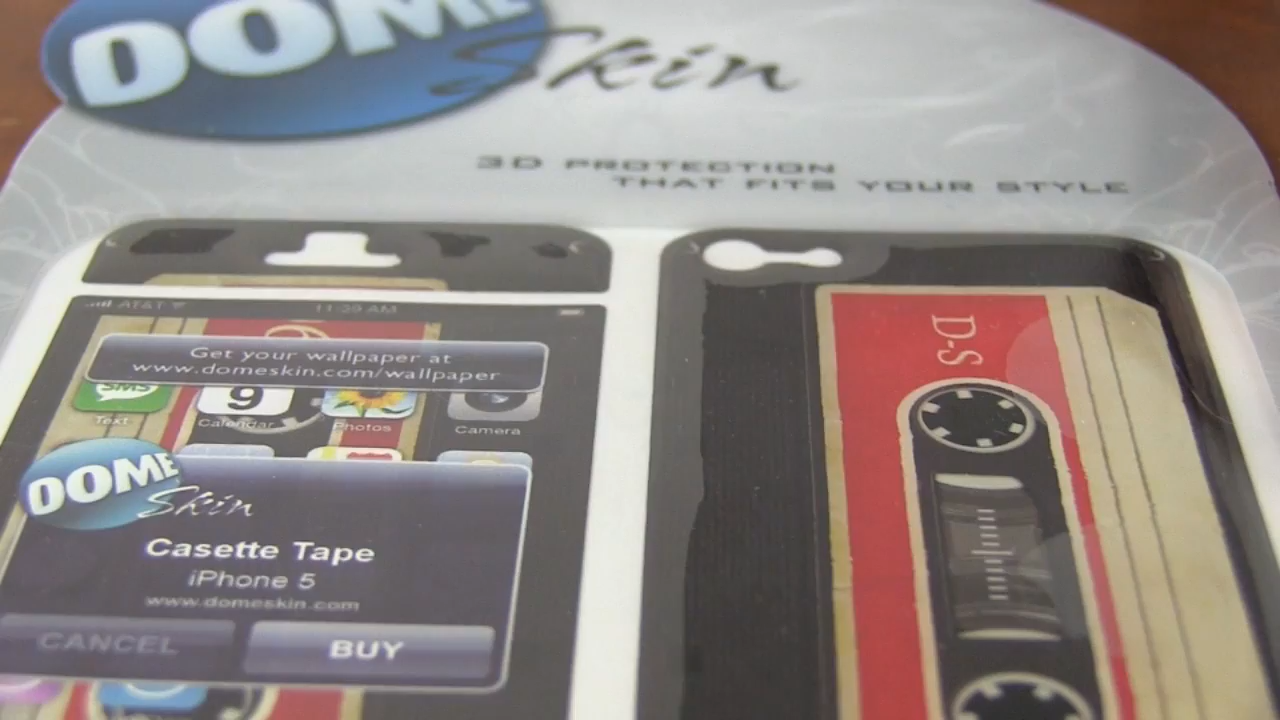 DOME
Skin
3D PROTECTION
THAT FITS YOUR STYLE
AT&T
11:39 AM
Get your wallpaper at
www.domeskin.com/wallpaper
SMS
9
Text
Calendar
Photos
Camera
DOME
Skin
Casette Tape
iPhone 5
www.domeskin.com
CANCEL
BUY
D-S